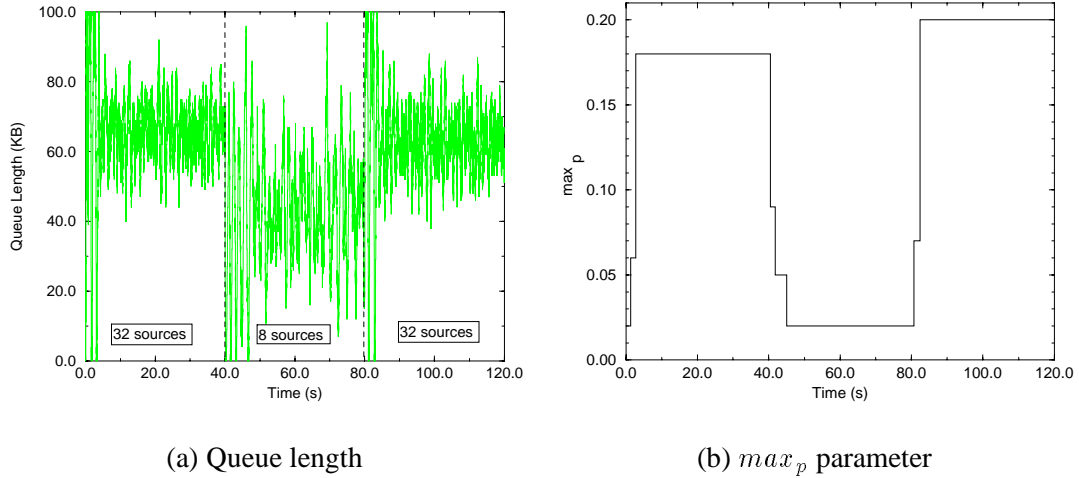 100.0
80.0
60.0
40.0
20.0
0.0
Queue Length (KB)
32 sources
8 sources
32 sources
0.0 20.0 40.0 60.0 80.0 100.0 120.0
Time (s)
(a) Queue length
0.20
0.15
0.10
0.05
0.00
max_p
0.0 20.0 40.0 60.0 80.0 100.0 120.0
Time (s)
(b) max_p parameter